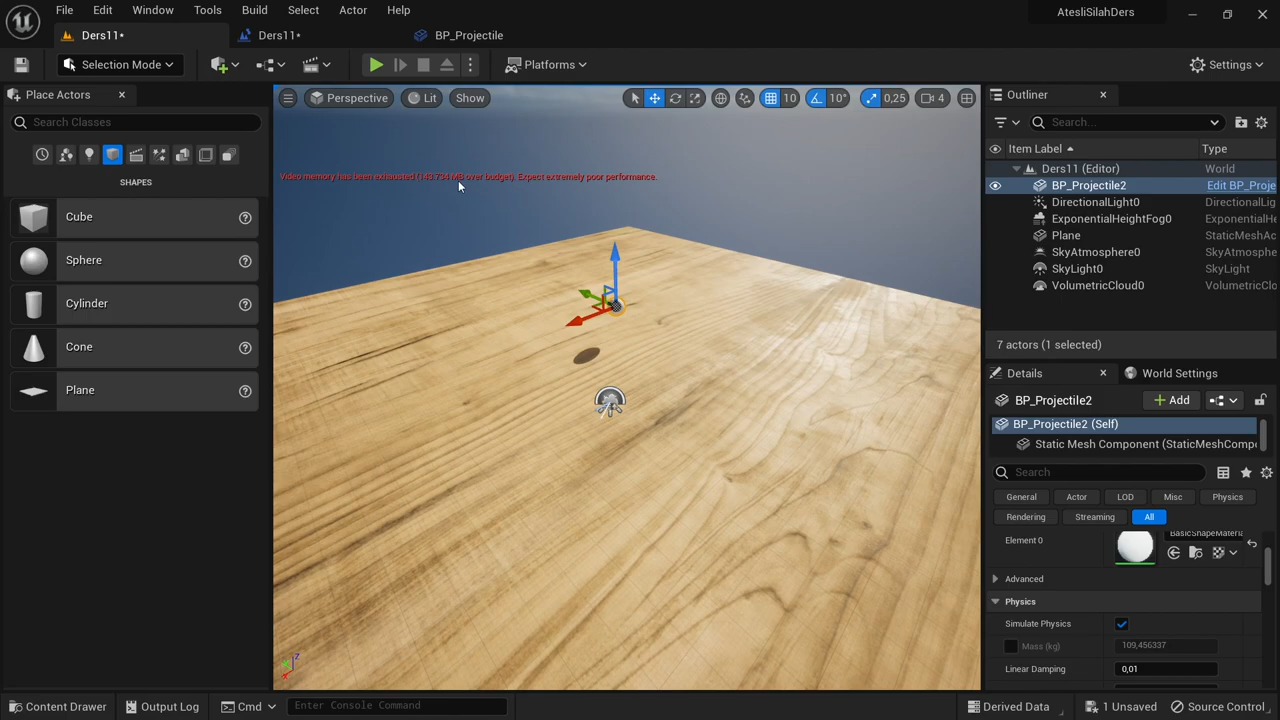 File Edit Window Tools Build Select Actor Help
AtesliSilahDers
Ders11* Ders11* BP_Projectile
Selection Mode Platforms Settings
Place Actors
Search Classes
SHAPES
Cube
Sphere
Cylinder
Cone
Plane
Perspective Lit Show 10 10° 0,25 4
Video memory has been exhausted (143.734 MB over budget). Expect extremely poor performance.
Z
X
Outliner
Search...
Item Label Type
Ders11 (Editor) World
BP_Projectile2 Edit BP_Proje
DirectionalLight0 DirectionalLig
ExponentialHeightFog0 ExponentialHe
Plane StaticMeshAc
SkyAtmosphere0 SkyAtmosphe
SkyLight0 SkyLight
VolumetricCloud0 VolumetricClo
7 actors (1 selected)
Details World Settings
BP_Projectile2 Add
BP_Projectile2 (Self)
Static Mesh Component (StaticMeshCompo
Search
General Actor LOD Misc Physics
Rendering Streaming All
BasicShapeMateria
Element 0
Advanced
Physics
Simulate Physics
Mass (kg) 109,456337
Linear Damping 0,01
Content Drawer Output Log Cmd Enter Console Command Derived Data 1 Unsaved Source Control